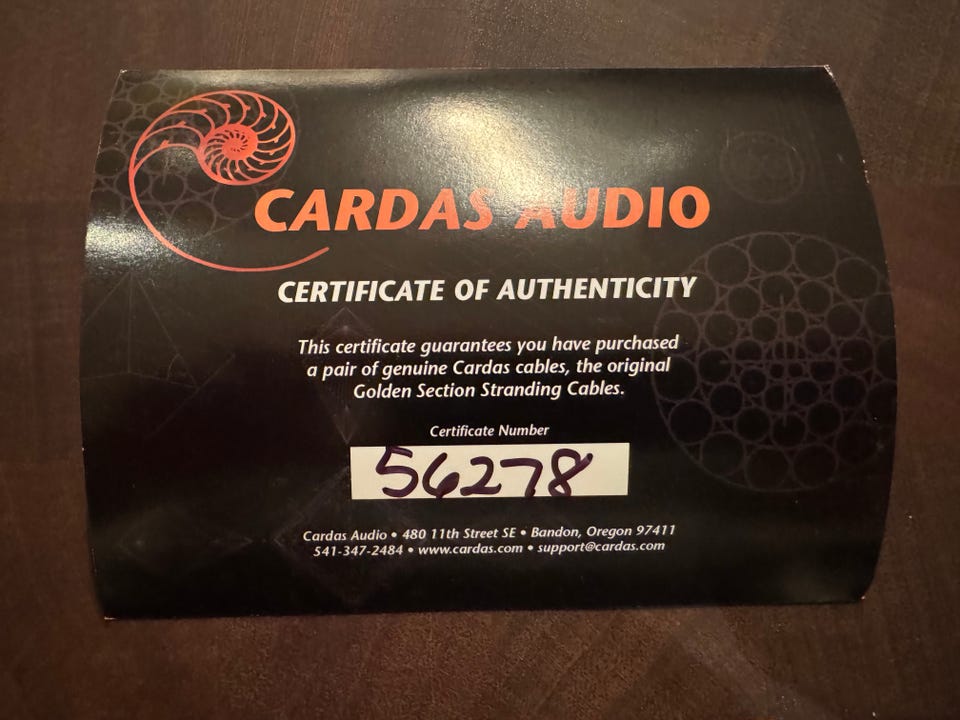 CARDAS AUDIO
CERTIFICATE OF AUTHENTICITY
This certificate guarantees you have purchased
a pair of genuine Cardas cables, the original
Golden Section Stranding Cables.
Certificate Number
56278
Cardas Audio • 480 11th Street SE • Bandon, Oregon 97411
541-347-2484 • www.cardas.com • support@cardas.com